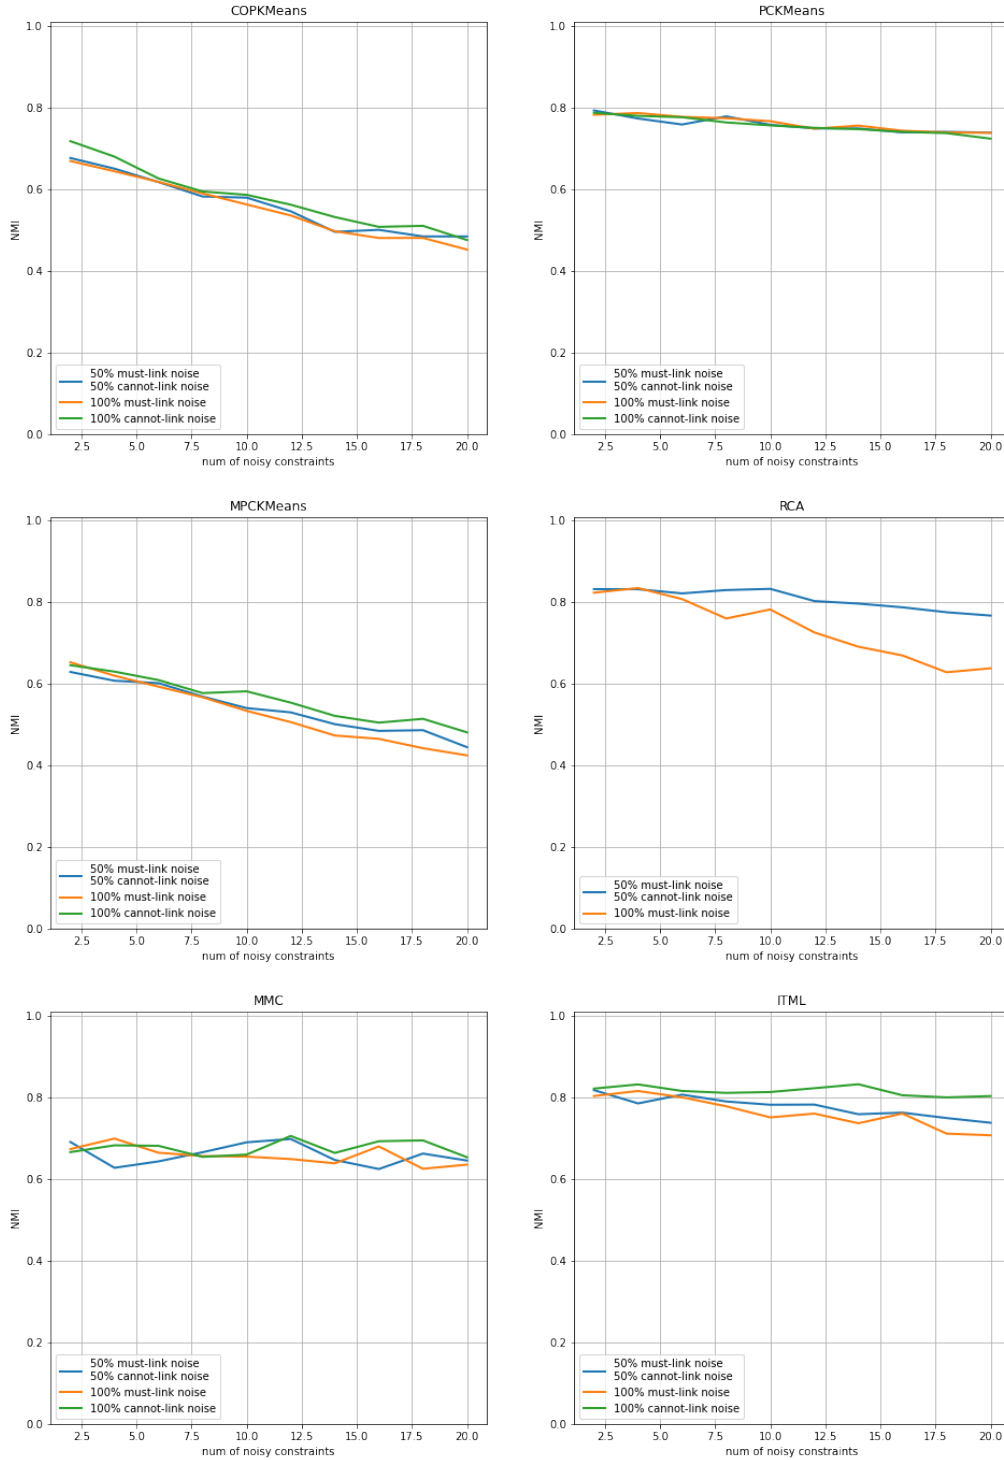 COPKMeans
1.0
0.8
0.6
0.4
0.2
0.0
NMI
50% must-link noise
50% cannot-link noise
100% must-link noise
100% cannot-link noise
2.5 5.0 7.5 10.0 12.5 15.0 17.5 20.0
num of noisy constraints
PCKMeans
1.0
0.8
0.6
0.4
0.2
0.0
NMI
50% must-link noise
50% cannot-link noise
100% must-link noise
100% cannot-link noise
2.5 5.0 7.5 10.0 12.5 15.0 17.5 20.0
num of noisy constraints
MPCKMeans
1.0
0.8
0.6
0.4
0.2
0.0
NMI
50% must-link noise
50% cannot-link noise
100% must-link noise
100% cannot-link noise
2.5 5.0 7.5 10.0 12.5 15.0 17.5 20.0
num of noisy constraints
RCA
1.0
0.8
0.6
0.4
0.2
0.0
NMI
50% must-link noise
50% cannot-link noise
100% must-link noise
2.5 5.0 7.5 10.0 12.5 15.0 17.5 20.0
num of noisy constraints
MMC
1.0
0.8
0.6
0.4
0.2
0.0
NMI
50% must-link noise
50% cannot-link noise
100% must-link noise
100% cannot-link noise
2.5 5.0 7.5 10.0 12.5 15.0 17.5 20.0
num of noisy constraints
ITML
1.0
0.8
0.6
0.4
0.2
0.0
NMI
50% must-link noise
50% cannot-link noise
100% must-link noise
100% cannot-link noise
2.5 5.0 7.5 10.0 12.5 15.0 17.5 20.0
num of noisy constraints